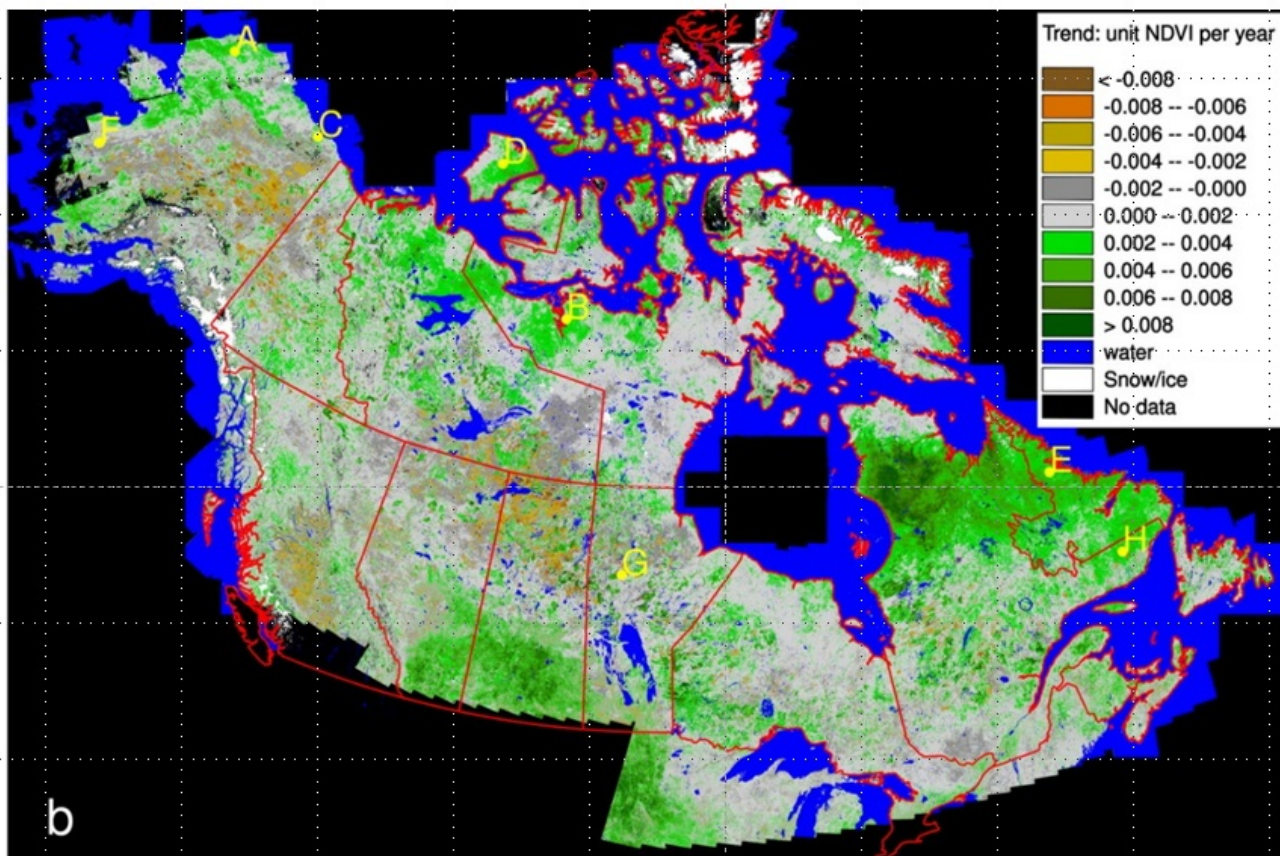 A
F
C
D
B
E
H
G
b
Trend: unit NDVI per year
< -0.008
-0.008 -- -0.006
-0.006 -- -0.004
-0.004 -- -0.002
-0.002 -- -0.000
0.000 -- 0.002
0.002 -- 0.004
0.004 -- 0.006
0.006 -- 0.008
> 0.008
water
Snow/ice
No data